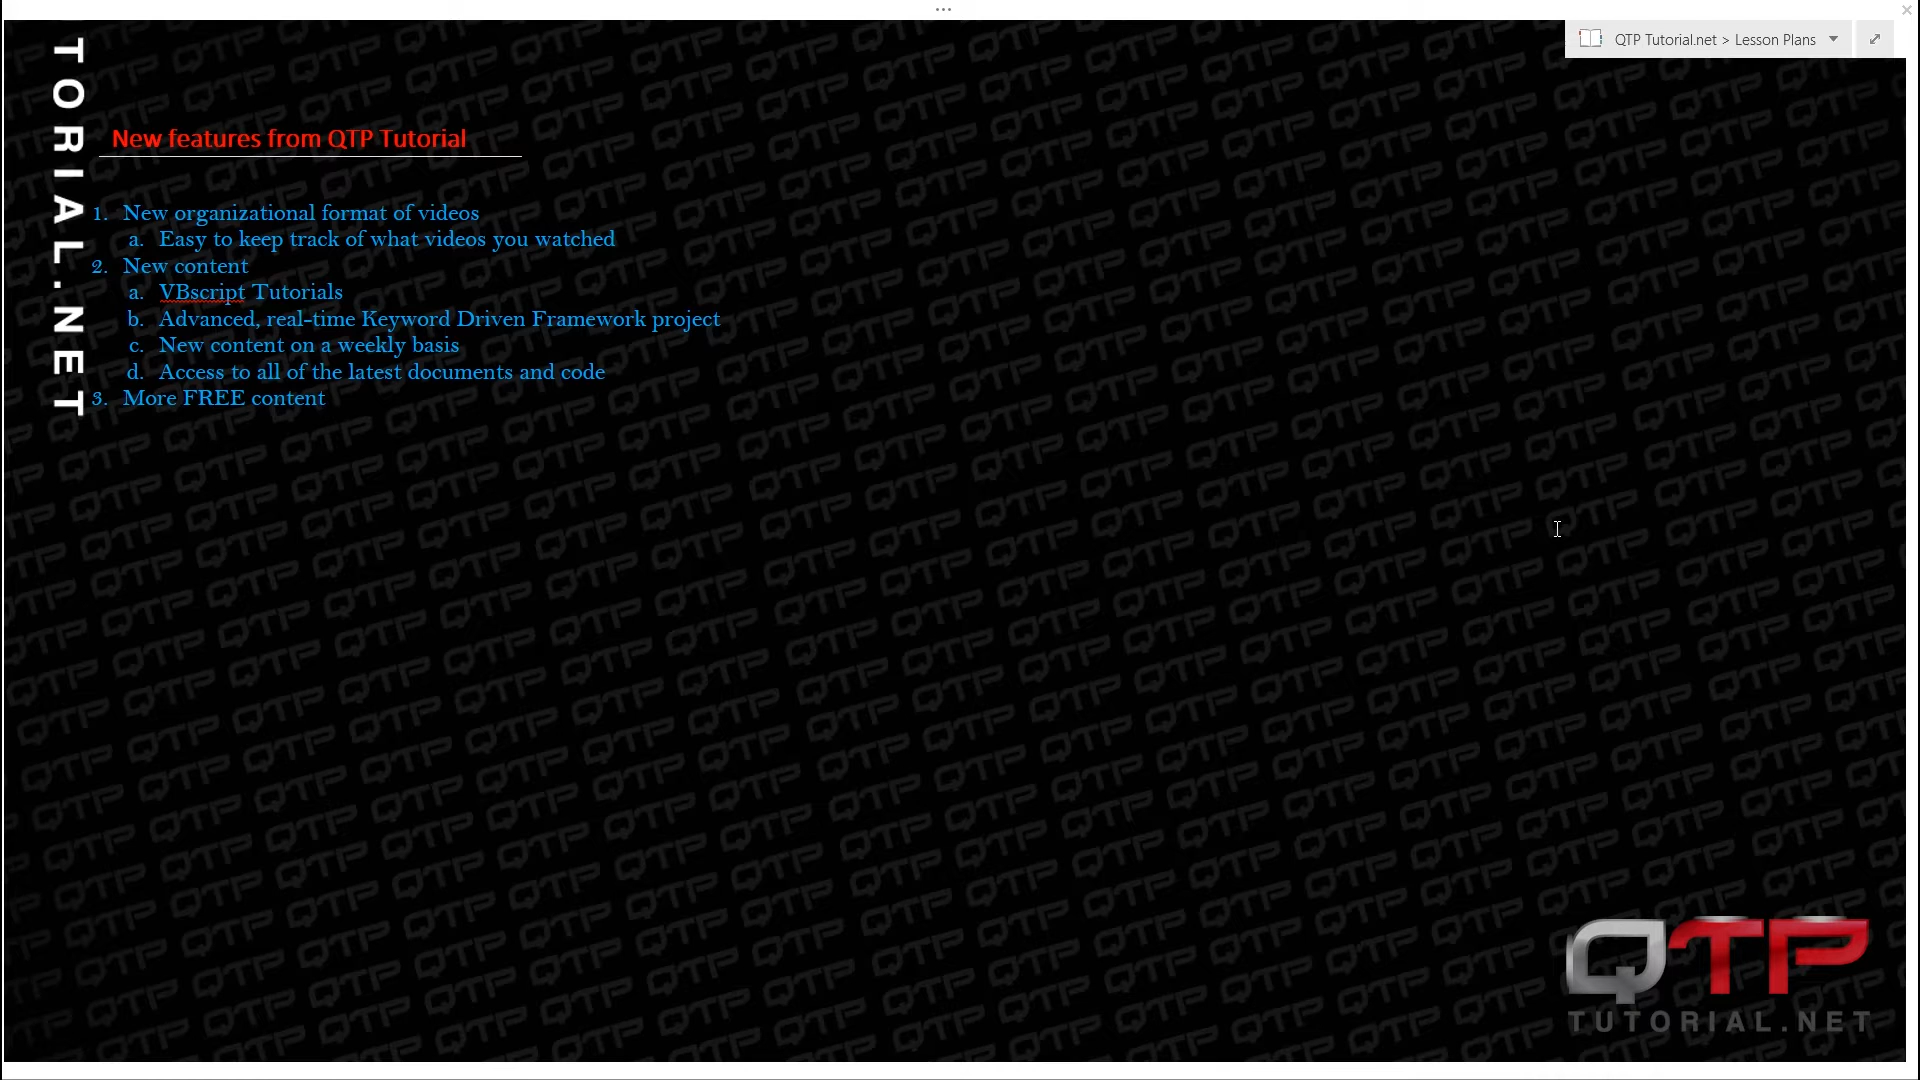 ...
QTP Tutorial.net > Lesson Plans
TORIAL.NET
New features from QTP Tutorial
1. New organizational format of videos
a. Easy to keep track of what videos you watched
2. New content
a. VBscript Tutorials
b. Advanced, real-time Keyword Driven Framework project
c. New content on a weekly basis
d. Access to all of the latest documents and code
3. More FREE content
QTP
TUTORIAL.NET